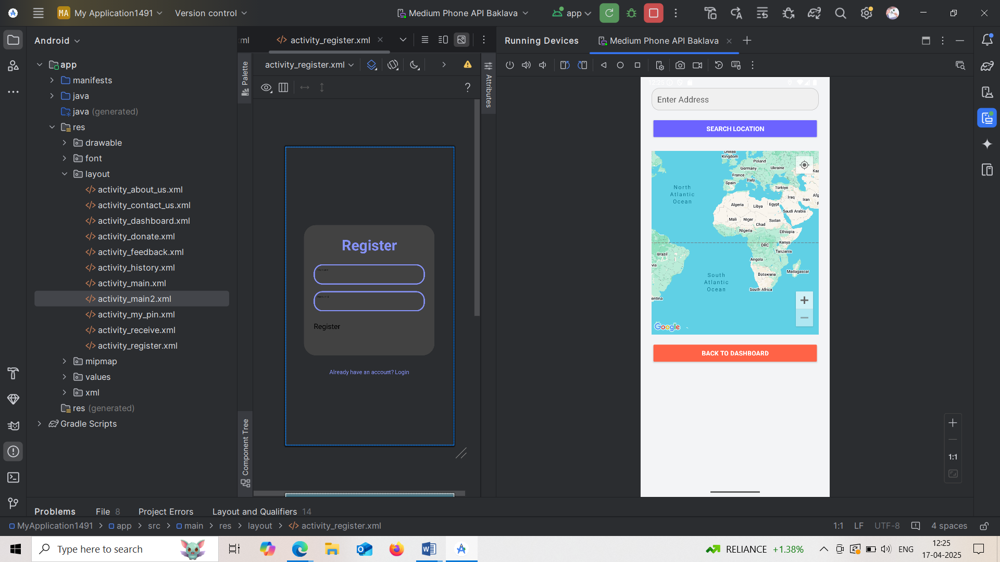 MA My Application1491
Version control
Medium Phone API Baklava
app
Android
app
manifests
java
java (generated)
res
drawable
font
layout
activity_about_us.xml
activity_contact_us.xml
activity_dashboard.xml
activity_donate.xml
activity_feedback.xml
activity_history.xml
activity_main.xml
activity_main2.xml
activity_my_pin.xml
activity_receive.xml
activity_register.xml
mipmap
values
xml
res (generated)
Gradle Scripts
activity_register.xml
Palette
activity_register.xml
?
Attributes
Register
Register
Already have an account? Login
Component Tree
Running Devices
Medium Phone API Baklava
12:25
Enter Address
SEARCH LOCATION
United
Kingdom
Poland
Germany
Ukraine
France
Italy
Spain
Türkiye
North
Atlantic
Ocean
Iraq
Iran
Algeria
Libya
Egypt
Saudi Arabia
Mali
Niger
Chad
Sudan
Nigeria
Ethiopia
DRC
Kenya
Brazil
Tanzania
Angola
South
Atlantic
Ocean
Botswana
Madagascar
South Africa
Google
BACK TO DASHBOARD
1:1
Problems
File 8
Project Errors
Layout and Qualifiers 14
MyApplication1491 > app > src > main > res > layout > activity_register.xml
1:1 LF UTF-8 4 spaces
Type here to search
RELIANCE +1.38%
ENG
12:25
17-04-2025